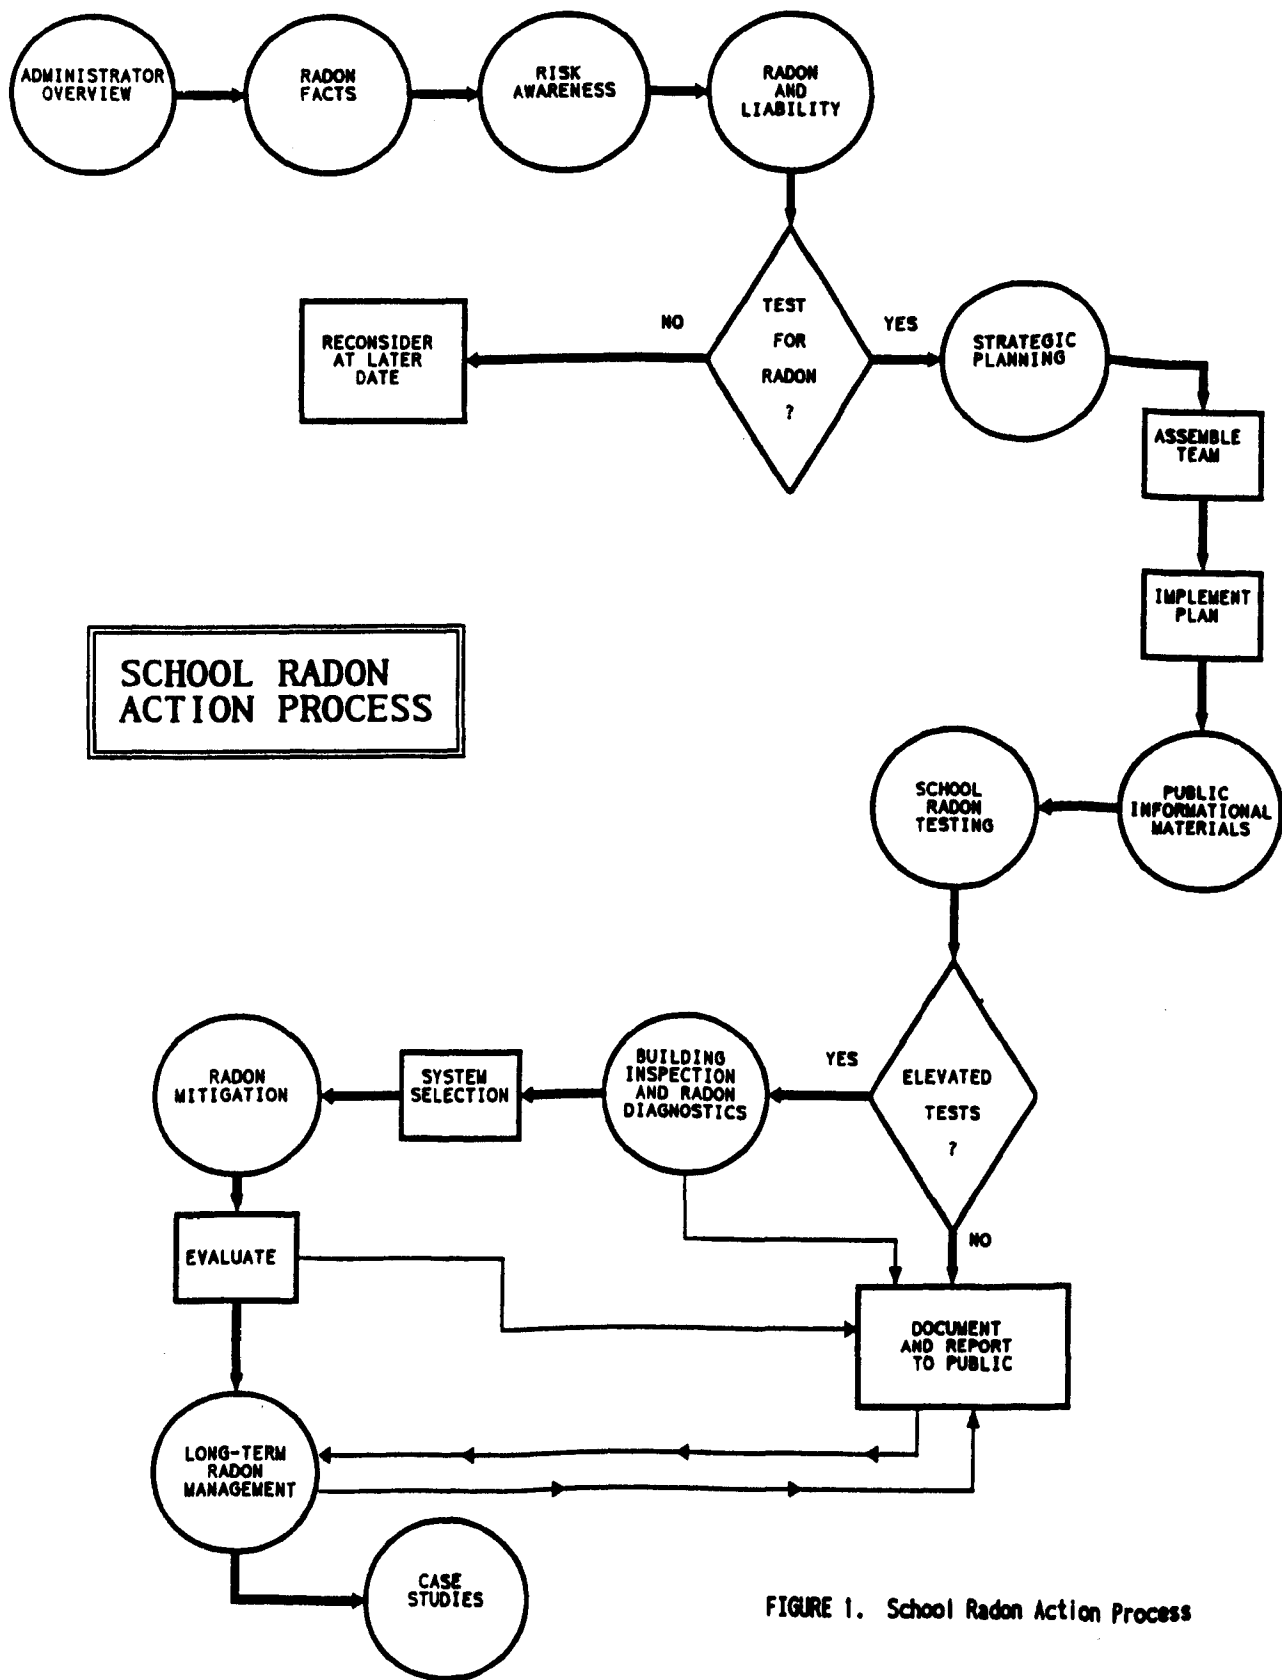 ADMINISTRATOR
OVERVIEW
RADON
FACTS
RISK
AWARENESS
RADON
AND
LIABILITY
TEST
FOR
RADON
?
NO
YES
RECONSIDER
AT LATER
DATE
STRATEGIC
PLANNING
ASSEMBLE
TEAM
IMPLEMENT
PLAN
SCHOOL RADON
ACTION PROCESS
PUBLIC
INFORMATIONAL
MATERIALS
SCHOOL
RADON
TESTING
ELEVATED
TESTS
?
YES
NO
BUILDING
INSPECTION
AND RADON
DIAGNOSTICS
SYSTEM
SELECTION
RADON
MITIGATION
EVALUATE
DOCUMENT
AND REPORT
TO PUBLIC
LONG-TERM
RADON
MANAGEMENT
CASE
STUDIES
FIGURE 1. School Radon Action Process